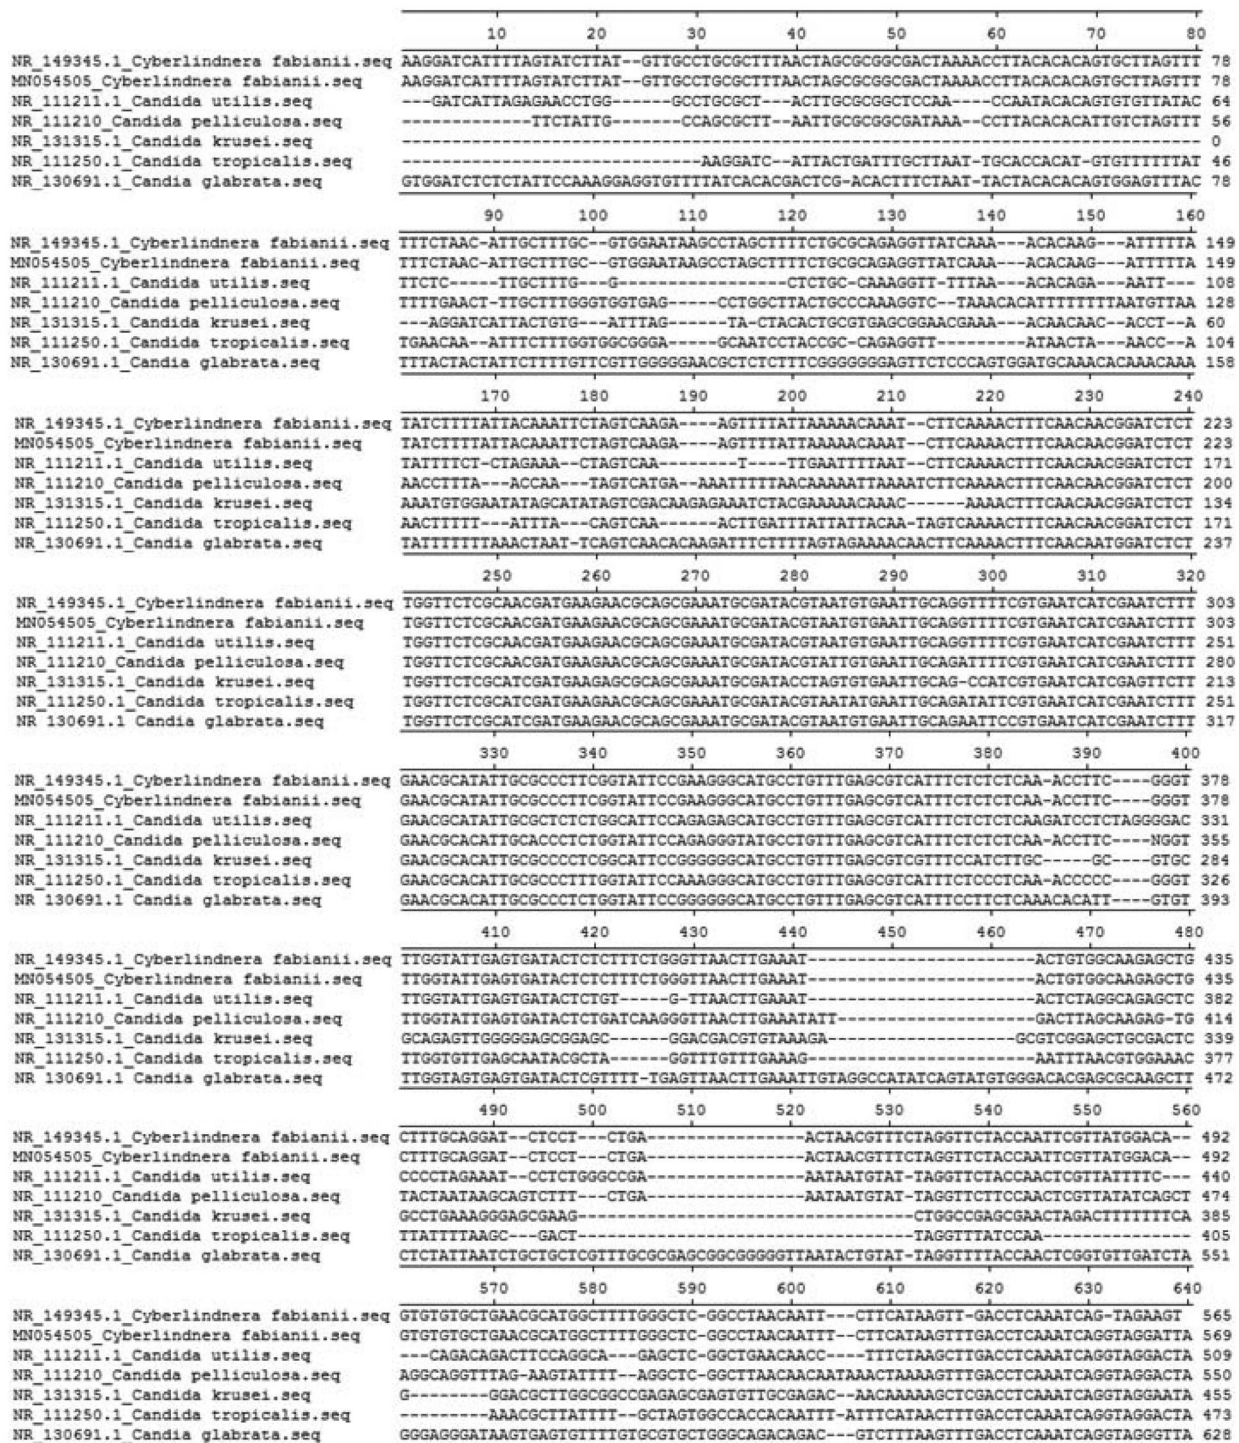 10 20 30 40 50 60 70 80
NR_149345.1_Cyberlindnera fabianii.seq AAGGATCATTTTAGTATCTTAT--GTTGCCTGCGCTTTAACTAGCGCGGCGACTAAAACCTTACACACAGTGCTTAGTTT 78
MN054505_Cyberlindnera fabianii.seq AAGGATCATTTTAGTATCTTAT--GTTGCCTGCGCTTTAACTAGCGCGGCGACTAAAACCTTACACACAGTGCTTAGTTT 78
NR_111211.1_Candida utilis.seq ---GATCATTAGAGAACCTGG------GCCTGCGCT---ACTTGCGCGGCTCCAA----CCAATACACAGTGTGTTATAC 64
NR_111210_Candida pelliculosa.seq -------------TTCTATTG------CCAGCGCTT--AATTGCGCGGCGATAAA--CCTTACACACATTGTCTAGTTT 56
NR_131315.1_Candida krusei.seq -------------------------------------------------------------------------------- 0
NR_111250.1_Candida tropicalis.seq ------------------------------AAGGATC--ATTACTGATTTGCTTAAT-TGCACCACAT-GTGTTTTTTAT 46
NR_130691.1_Candia glabrata.seq GTGGATCTCTCTATTCCAAAGGAGGTGTTTTATCACACGACTCG-ACACTTTCTAAT-TACTACACACAGTGGAGTTTAC 78
90 100 110 120 130 140 150 160
NR_149345.1_Cyberlindnera fabianii.seq TTTCTAAC-ATTGCTTTGC--GTGGAATAAGCCTAGCTTTTCTGCGCAGAGGTTATCAAA---ACACAAG---ATTTTTA 149
MN054505_Cyberlindnera fabianii.seq TTTCTAAC-ATTGCTTTGC--GTGGAATAAGCCTAGCTTTTCTGCGCAGAGGTTATCAAA---ACACAAG---ATTTTTA 149
NR_111211.1_Candida utilis.seq TTCTC-----TTGCTTTG--G-----------------CTCTGC-CAAAGGTT-TTTAA---ACACAGA---AATT--- 108
NR_111210_Candida pelliculosa.seq TTTTGAACT-TTGCTTTGGGTGGTGAG-----CCTGGCTTACTGCCCAAAGGTC--TAAACACATTTTTTTTAATGTTAA 128
NR_131315.1_Candida krusei.seq ---AGGATCATTACTGTG---ATTTAG------TA-CTACACTGCGTGAGCGGAACGAAA---ACAACAAC--ACCT--A 60
NR_111250.1_Candida tropicalis.seq TGAACAA--ATTTCTTTGGTGGCGGGA------GCAATCCTACCGC-CAGAGGTT---------ATAACTA---AACC--A 104
NR_130691.1_Candia glabrata.seq TTTACTACTATTCTTTTGTTCGTTGGGGGAACGCTCTCTTTCGGGGGGGAGTTCTCCCAGTGGATGCAAACACAAACAAA 158
170 180 190 200 210 220 230 240
NR_149345.1_Cyberlindnera fabianii.seq TATCTTTTATTACAAATTCTAGTCAAGA----AGTTTTATTAAAAACAAAT--CTTCAAAACTTTCAACAACGGATCTCT 223
MN054505_Cyberlindnera fabianii.seq TATCTTTTATTACAAATTCTAGTCAAGA----AGTTTTATTAAAAACAAAT--CTTCAAAACTTTCAACAACGGATCTCT 223
NR_111211.1_Candida utilis.seq TATTTTCT-CTAGAAA--CTAGTCAA--------T----TTGAATTTTAAT--CTTCAAAACTTTCAACAACGGATCTCT 171
NR_111210_Candida pelliculosa.seq AACCTTTA---ACCAA---TAGTCATGA--AAATTTTTAACAAAAATTAAAATCTTCAAAACTTTCAACAACGGATCTCT 200
NR_131315.1_Candida krusei.seq AAATGTGGAATATAGCATATAGTCGACAAGAGAAATCTACGAAAAACAAAC-------AAAACTTTCAACAACGGATCTCT 134
NR_111250.1_Candida tropicalis.seq AACTTTTT---ATTTA--CAGTCAA------ACTTGATTTATTATTACAA-TAGTCAAAACTTTCAACAACGGATCTCT 171
NR_130691.1_Candia glabrata.seq TATTTTTTTAAACTAAT-TCAGTCAACACAAGATTTCTTTTAGTAGAAAACAACTTCAAAACTTTCAACAATGGATCTCT 237
250 260 270 280 290 300 310 320
NR_149345.1_Cyberlindnera fabianii.seq TGGTTCTCGCAACGATGAAGAACGCAGCGAAATGCGATACGTAATGTGAATTGCAGGTTTTCGTGAATCATCGAATCTTT 303
MN054505_Cyberlindnera fabianii.seq TGGTTCTCGCAACGATGAAGAACGCAGCGAAATGCGATACGTAATGTGAATTGCAGGTTTTCGTGAATCATCGAATCTTT 303
NR_111211.1_Candida utilis.seq TGGTTCTCGCAACGATGAAGAACGCAGCGAAATGCGATACGTAATGTGAATTGCAGGTTTTCGTGAATCATCGAATCTTT 251
NR_111210_Candida pelliculosa.seq TGGTTCTCGCAACGATGAAGAACGCAGCGAAATGCGATACGTATTGTGAATTGCAGATTTTCGTGAATCATCGAATCTTT 280
NR_131315.1_Candida krusei.seq TGGTTCTCGCATCGATGAAGAGCGCAGCGAAATGCGATACCTAGTGTGAATTGCAG-CCATCGTGAATCATCGAGTTCTT 213
NR_111250.1_Candida tropicalis.seq TGGTTCTCGCATCGATGAAGAACGCAGCGAAATGCGATACGTAATATGAATTGCAGATATTCGTGAATCATCGAATCTTT 251
NR 130691.1 Candia glabrata.seq TGGTTCTCGCATCGATGAAGAACGCAGCGAAATGCGATACGTAATGTGAATTGCAGAATTCCGTGAATCATCGAATCTTT 317
330 340 350 360 370 380 390 400
NR_149345.1_Cyberlindnera fabianii.seq GAACGCATATTGCGCCCTTCGGTATTCCGAAGGGCATGCCTGTTTGAGCGTCATTTCTCTCTCAA-ACCTTC----GGGT 378
MN054505_Cyberlindnera fabianii.seq GAACGCATATTGCGCCCTTCGGTATTCCGAAGGGCATGCCTGTTTGAGCGTCATTTCTCTCTCAA-ACCTTC----GGGT 378
NR_111211.1_Candida utilis.seq GAACGCATATTGCGCTCTCTGGCATTCCAGAGAGCATGCCTGTTTGAGCGTCATTTCTCTCTCAAGATCCTCTAGGGGAC 331
NR_111210_Candida pelliculosa.seq GAACGCACATTGCACCCTCTGGTATTCCAGAGGGTATGCCTGTTTGAGCGTCATTTCTCTCTCAA-ACCTTC----NGGT 355
NR_131315.1_Candida krusei.seq GAACGCACATTGCGCCCCTCGGCATTCCGGGGGGCATGCCTGTTTGAGCGTCGTTTCCATCTTGC-----GC---GTGC 284
NR_111250.1_Candida tropicalis.seq GAACGCACATTGCGCCCTTTGGTATTCCAAAGGGCATGCCTGTTTGAGCGTCATTTCTCCCTCAA-ACCCCC----GGGT 326
NR 130691.1 Candia glabrata.seq GAACGCACATTGCGCCCTCTGGTATTCCGGGGGGCATGCCTGTTTGAGCGTCATTTCCTTCTCAAACACATT----GTGT 393
410 420 430 440 450 460 470 480
NR_149345.1_Cyberlindnera fabianii.seq TTGGTATTGAGTGATACTCTCTTTCTGGGTTAACTTGAAAT-----------------------ACTGTGGCAAGAGCTG 435
MN054505_Cyberlindnera fabianii.seq TTGGTATTGAGTGATACTCTCTTTCTGGGTTAACTTGAAAT-----------------------ACTGTGGCAAGAGCTG 435
NR_111211.1_Candida utilis.seq TTGGTATTGAGTGATACTCTGT-----G-TTAACTTGAAAT-----------------------ACTCTAGGCAGAGCTC 382
NR_111210_Candida pelliculosa.seq TTGGTATTGAGTGATACTCTGATCAAGGGTTAACTTGAAATATT--------------------GACTTAGCAAGAG-TG 414
NR_131315.1_Candida krusei.seq GCAGAGTTGGGGGAGCGGAGC------GGACGACGTGTAAAGA-------------------GCGTCGGAGCTGCGACTC 339
NR_111250.1_Candida tropicalis.seq TTGGTGTTGAGCAATACGCTA------GGTTTGTTTGAAAG-----------------------AATTTAACGTGGAAAC 377
NR 130691.1 Candia glabrata.seq TTGGTAGTGAGTGATACTCGTTTT-TGAGTTAACTTGAAATTGTAGGCCATATCAGTATGTGGGACACGAGCGCAAGCTT 472
490 500 510 520 530 540 550 560
NR_149345.1_Cyberlindnera fabianii.seq CTTTGCAGGAT--CTCCT---CTGA----------------ACTAACGTTTCTAGGTTCTACCAATTCGTTATGGACA-- 492
MN054505_Cyberlindnera fabianii.seq CTTTGCAGGAT--CTCCT---CTGA----------------ACTAACGTTTCTAGGTTCTACCAATTCGTTATGGACA-- 492
NR_111211.1_Candida utilis.seq CCCCTAGAAAT--CCTCTGGGCCGA----------------AATAATGTAT-TAGGTTCTACCAACTCGTTATTTTC--- 440
NR_111210_Candida pelliculosa.seq TACTAATAAGCAGTCTTT---CTGA----------------AATAATGTAT-TAGGTTCTTCCAACTCGTTATATCAGCT 474
NR_131315.1_Candida krusei.seq GCCTGAAAGGGAGCGAAG----------------------------------CTGGCCGAGCGAACTAGACTTTTTTTCA 385
NR_111250.1_Candida tropicalis.seq TTATTTTAAGC---GACT-----------------------------------TAGGTTTATCCAA--------------- 405
NR_130691.1_Candia glabrata.seq CTCTATTAATCTGCTGCTCGTTTGCGCGAGCGGCGGGGGTTAATACTGTAT-TAGGTTTTACCAACTCGGTGTTGATCTA 551
570 580 590 600 610 620 630 640
NR_149345.1_Cyberlindnera fabianii.seq GTGTGTGCTGAACGCATGGCTTTTGGGCTC-GGCCTAACAATT---CTTCATAAGTT-GACCTCAAATCAG-TAGAAGT 565
MN054505_Cyberlindnera fabianii.seq GTGTGTGCTGAACGCATGGCTTTTGGGCTC-GGCCTAACAATTT--CTTCATAAGTTTGACCTCAAATCAGGTAGGATTA 569
NR_111211.1_Candida utilis.seq ---CAGACAGACTTCCAGGCA---GAGCTC-GGCTGAACAACC----TTTCTAAGCTTGACCTCAAATCAGGTAGGACTA 509
NR_111210_Candida pelliculosa.seq AGGCAGGTTTAG-AAGTATTTT--AGGCTC-GGCTTAACAACAATAAACTAAAAGTTTGACCTCAAATCAGGTAGGACTA 550
NR_131315.1_Candida krusei.seq G--------GGACGCTTGGCGGCCGAGAGCGAGTGTTGCGAGAC--AACAAAAAGCTCGACCTCAAATCAGGTAGGAATA 455
NR_111250.1_Candida tropicalis.seq ---------AAACGCTTATTTT--GCTAGTGGCCACCACAATTT-ATTTCATAACTTTGACCTCAAATCAGGTAGGACTA 473
NR_130691.1_Candia glabrata.seq GGGAGGGATAAGTGAGTGTTTTGTGCGTGCTGGGCAGACAGAC---GTCTTTAAGTTTGACCTCAAATCAGGTAGGGTTA 628